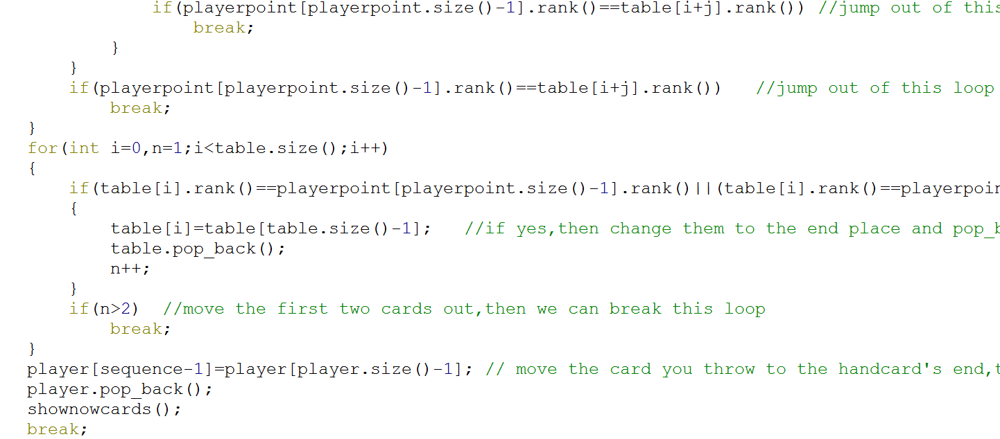 if(playerpoint[playerpoint.size()-1].rank()==table[i+j].rank()) //jump out of this
break;
}
}
if(playerpoint[playerpoint.size()-1].rank()==table[i+j].rank())   //jump out of this loop
break;
}
for(int i=0,n=1;i<table.size();i++)
{
if(table[i].rank()==playerpoint[playerpoint.size()-1].rank()||(table[i].rank()==playerpoin
{
table[i]=table[table.size()-1];   //if yes,then change them to the end place and pop_b
table.pop_back();
n++;
}
if(n>2)  //move the first two cards out,then we can break this loop
break;
}
player[sequence-1]=player[player.size()-1]; // move the card you throw to the handcard's end,t
player.pop_back();
shownowcards();
break;